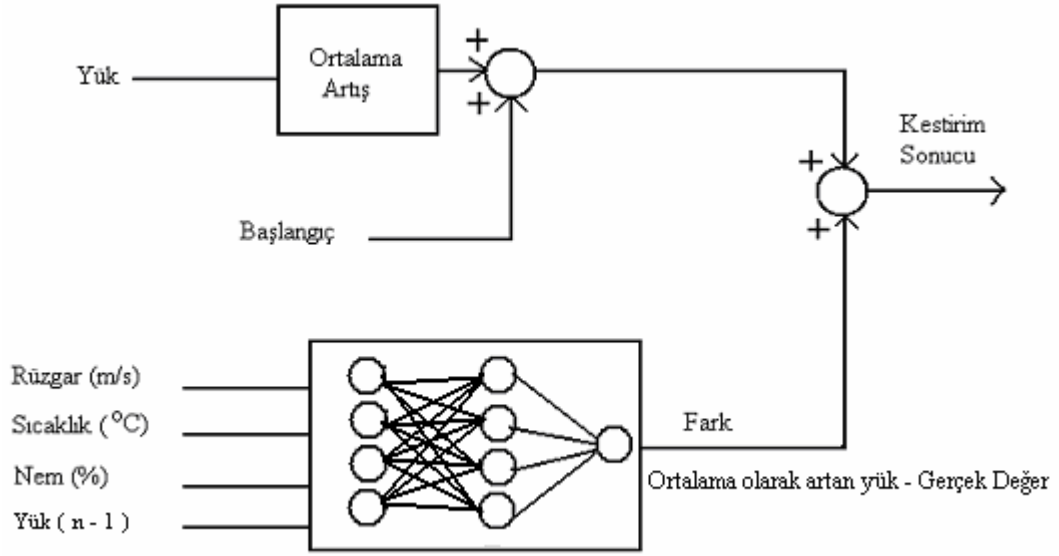 Yük
Ortalama
Artış
+
+
Başlangıç
+
+
Kestirim
Sonucu
Rüzgar (m/s)
Sıcaklık (°C)
Nem (%)
Yük ( n - 1 )
Fark
Ortalama olarak artan yük - Gerçek Değer